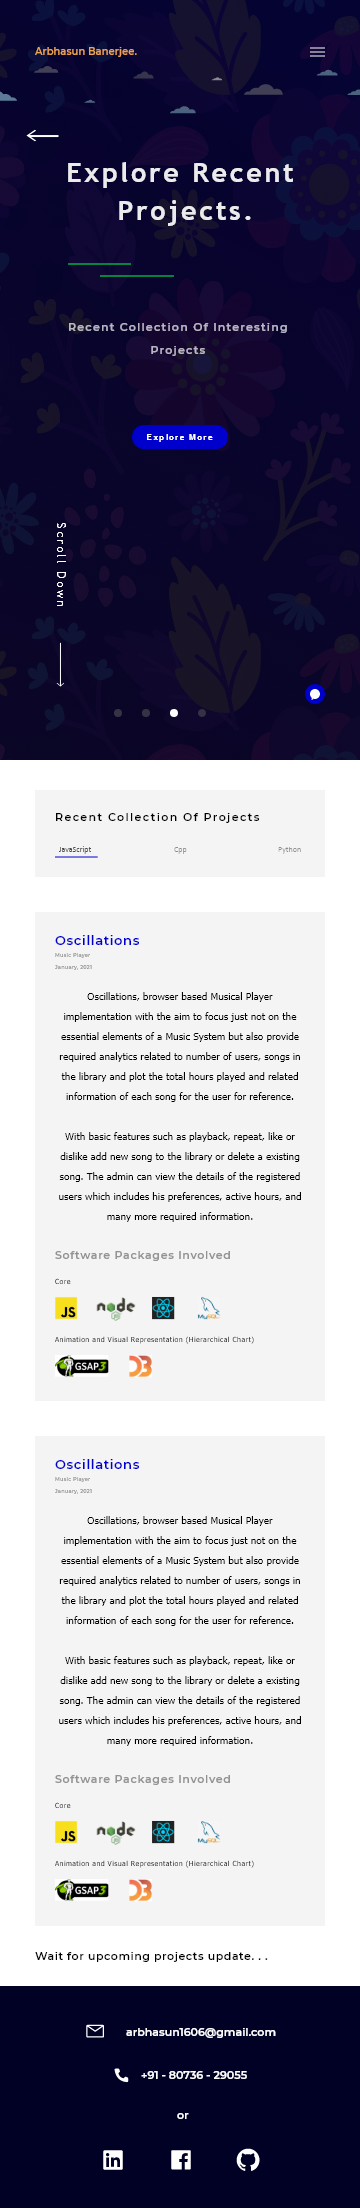 Arbhasun Banerjee.
Explore Recent
Projects.
Recent Collection Of Interesting
Projects
Explore More
Scroll Down
Recent Collection Of Projects
JavaScript Cpp Python
Oscillations
Music Player
January, 2021
Oscillations, browser based Musical Player
implementation with the aim to focus just not on the
essential elements of a Music System but also provide
required analytics related to number of users, songs in
the library and plot the total hours played and related
information of each song for the user for reference.
With basic features such as playback, repeat, like or
dislike add new song to the library or delete a existing
song. The admin can view the details of the registered
users which includes his preferences, active hours, and
many more required information.
Software Packages Involved
Core
JS node JS MySQL
Animation and Visual Representation (Hierarchical Chart)
GSAP3 D3
Oscillations
Music Player
January, 2021
Oscillations, browser based Musical Player
implementation with the aim to focus just not on the
essential elements of a Music System but also provide
required analytics related to number of users, songs in
the library and plot the total hours played and related
information of each song for the user for reference.
With basic features such as playback, repeat, like or
dislike add new song to the library or delete a existing
song. The admin can view the details of the registered
users which includes his preferences, active hours, and
many more required information.
Software Packages Involved
Core
JS node JS MySQL
Animation and Visual Representation (Hierarchical Chart)
GSAP3 D3
Wait for upcoming projects update. . .
arbhasun1606@gmail.com
+91 - 80736 - 29055
or
in